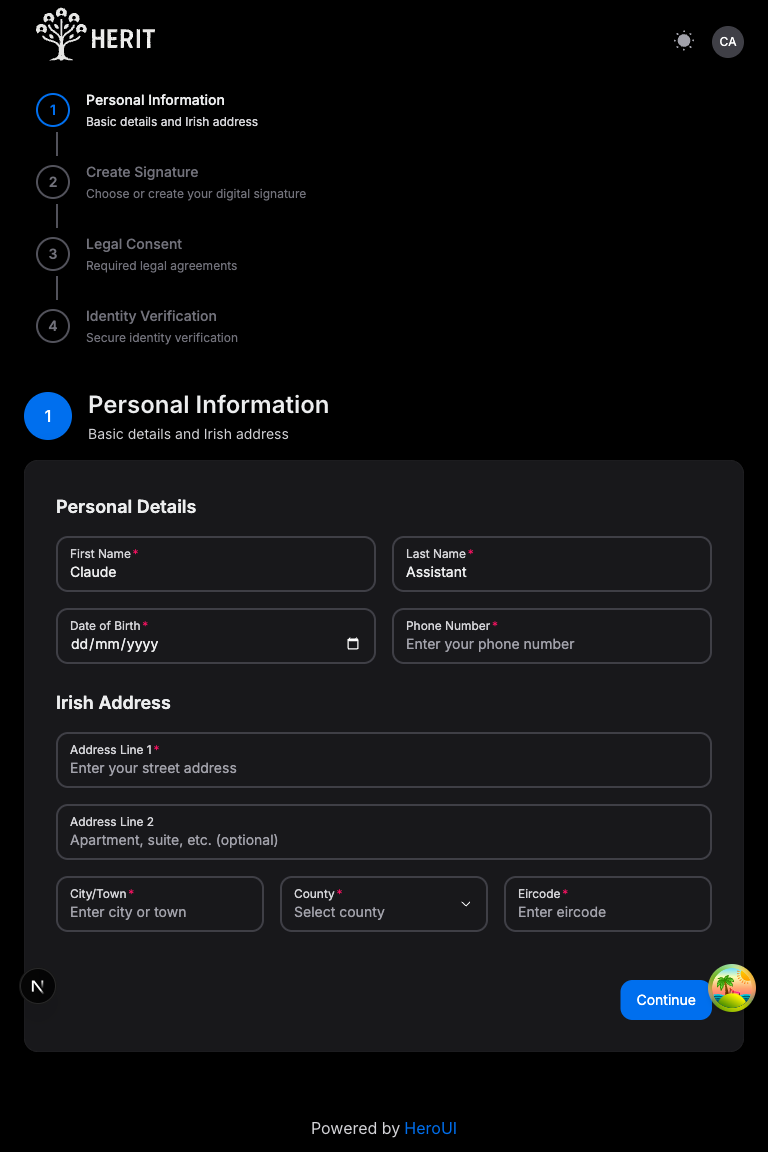 HERIT
CA
1
Personal Information
Basic details and Irish address
2
Create Signature
Choose or create your digital signature
3
Legal Consent
Required legal agreements
4
Identity Verification
Secure identity verification
1
Personal Information
Basic details and Irish address
Personal Details
First Name*
Claude
Last Name*
Assistant
Date of Birth*
dd/mm/yyyy
Phone Number*
Enter your phone number
Irish Address
Address Line 1*
Enter your street address
Address Line 2
Apartment, suite, etc. (optional)
City/Town*
Enter city or town
County*
Select county
Eircode*
Enter eircode
N
Continue
Powered by HeroUI